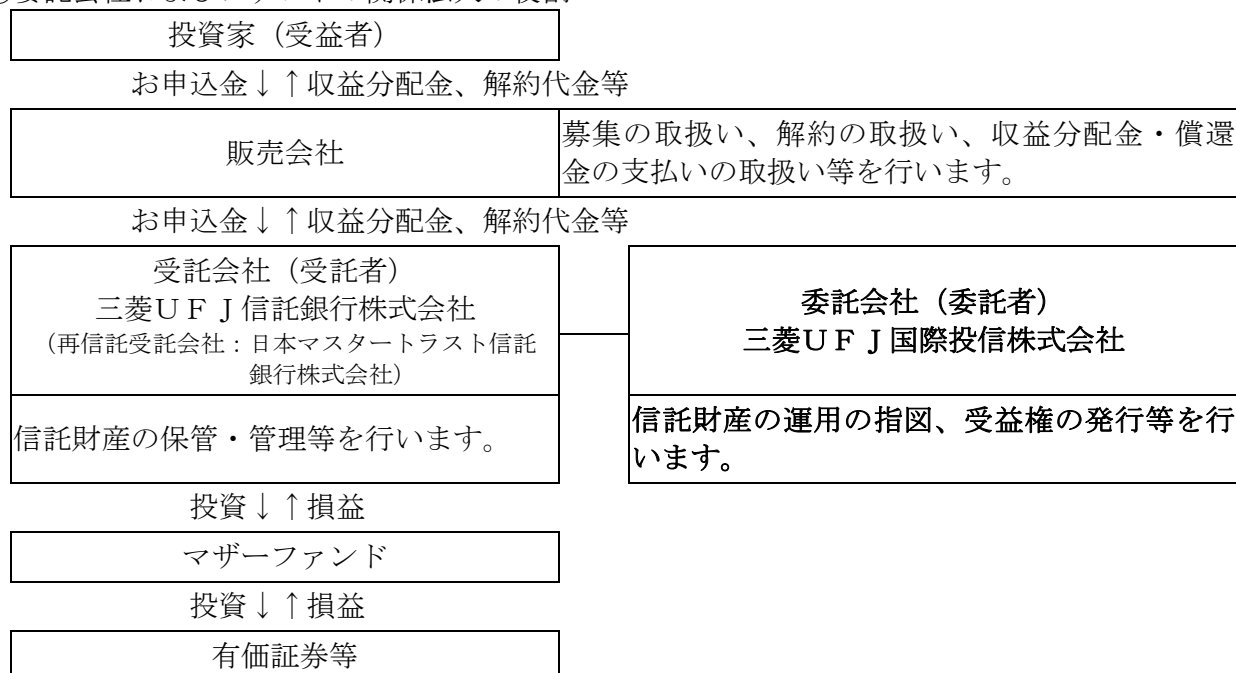 投資家（受益者）
お申込金↓↑収益分配金、解約代金等
販売会社
募集の取扱い、解約の取扱い、収益分配金・償還
金の支払いの取扱い等を行います。
お申込金↓↑収益分配金、解約代金等
受託会社（受託者）
三菱ＵＦＪ信託銀行株式会社
（再信託受託会社：日本マスタートラスト信託
銀行株式会社）
委託会社（委託者）
三菱ＵＦＪ国際投信株式会社
信託財産の保管・管理等を行います。
信託財産の運用の指図、受益権の発行等を行
います。
投資↓↑損益
マザーファンド
投資↓↑損益
有価証券等